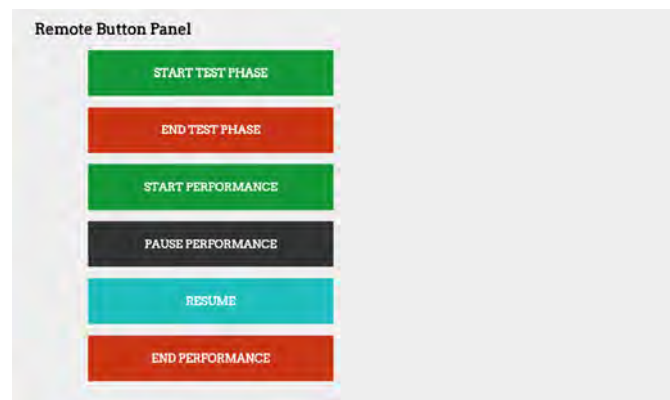 Remote Button Panel
START TEST PHASE
END TEST PHASE
START PERFORMANCE
PAUSE PERFORMANCE
RESUME
END PERFORMANCE